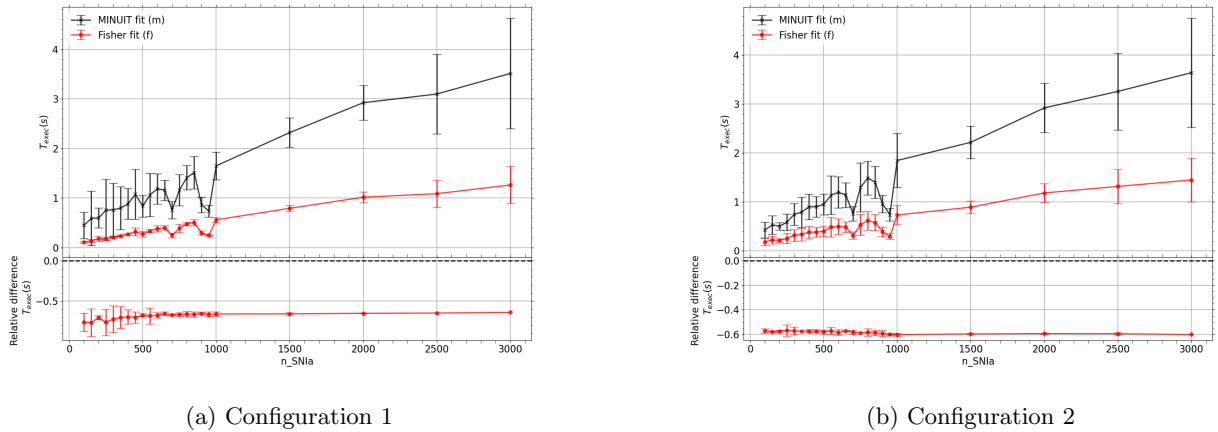 MINUIT fit (m)
Fisher fit (f)
4
3
2
1
0
T_exec(s)
0.0
−0.5
Relative difference
T_exec(s)
0 500 1000 1500 2000 2500 3000
n_SNIa
(a) Configuration 1
MINUIT fit (m)
Fisher fit (f)
4
3
2
1
0
T_exec(s)
0.0
−0.2
−0.4
−0.6
Relative difference
T_exec(s)
0 500 1000 1500 2000 2500 3000
n_SNIa
(b) Configuration 2